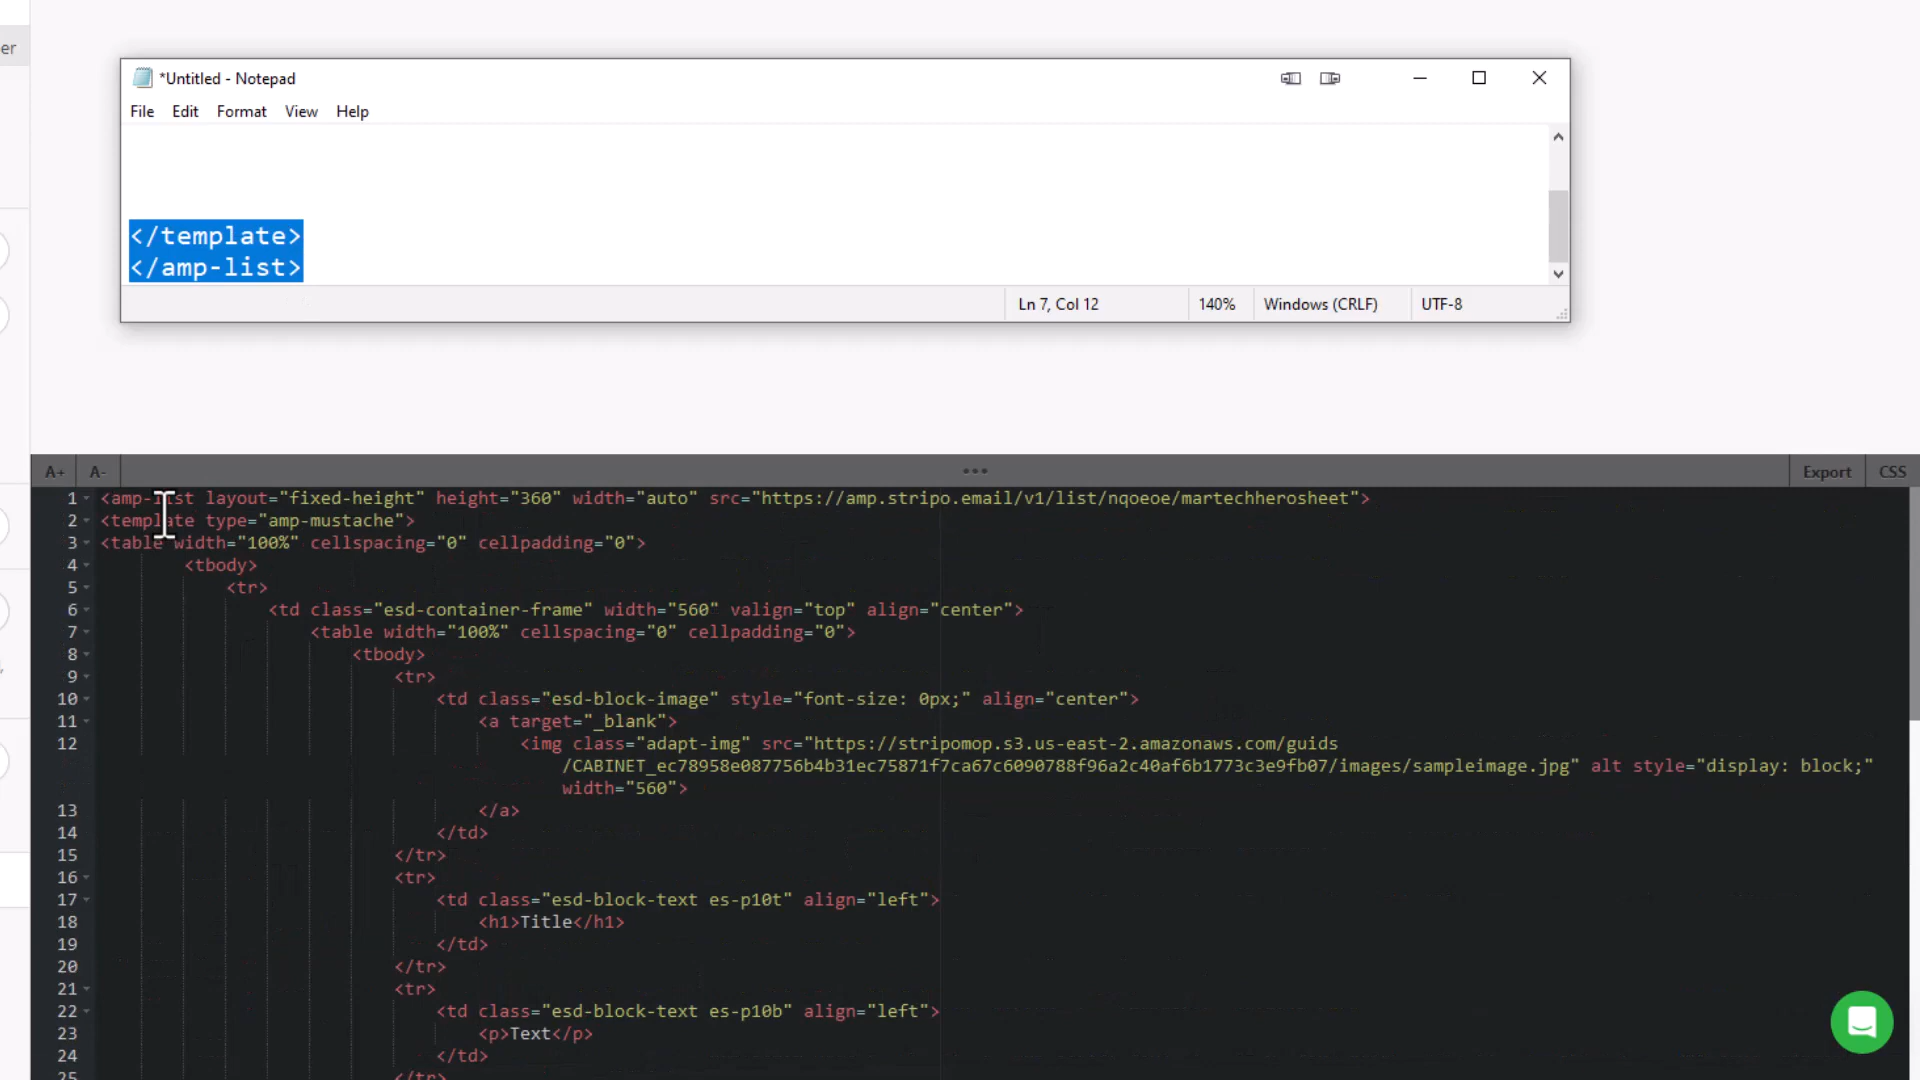 er
*Untitled - Notepad
File Edit Format View Help
</template>
</amp-list>
Ln 7, Col 12 140% Windows (CRLF) UTF-8
A+ A- ••• Export CSS
1 <amp-list layout="fixed-height" height="360" width="auto" src="https://amp.stripo.email/v1/list/nqoeoe/martechherosheet">
2 <template type="amp-mustache">
3 <table width="100%" cellspacing="0" cellpadding="0">
4 <tbody>
5 <tr>
6 <td class="esd-container-frame" width="560" valign="top" align="center">
7 <table width="100%" cellspacing="0" cellpadding="0">
8 <tbody>
9 <tr>
10 <td class="esd-block-image" style="font-size: 0px;" align="center">
11 <a target="_blank">
12 <img class="adapt-img" src="https://stripomop.s3.us-east-2.amazonaws.com/guids
/CABINET_ec78958e087756b4b31ec75871f7ca67c6090788f96a2c40af6b1773c3e9fb07/images/sampleimage.jpg" alt style="display: block;"
width="560">
13 </a>
14 </td>
15 </tr>
16 <tr>
17 <td class="esd-block-text es-p10t" align="left">
18 <h1>Title</h1>
19 </td>
20 </tr>
21 <tr>
22 <td class="esd-block-text es-p10b" align="left">
23 <p>Text</p>
24 </td>
25 </tr>